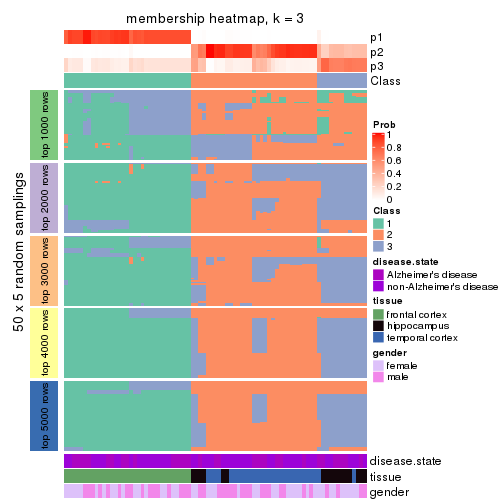 membership heatmap, k = 3
p1
p2
p3
Class
50 x 5 random samplings
top 1000 rows
top 2000 rows
top 3000 rows
top 4000 rows
top 5000 rows
disease.state
tissue
gender
Prob
1
0.8
0.6
0.4
0.2
0
Class
1
2
3
disease.state
Alzheimer's disease
non-Alzheimer's disease
tissue
frontal cortex
hippocampus
temporal cortex
gender
female
male